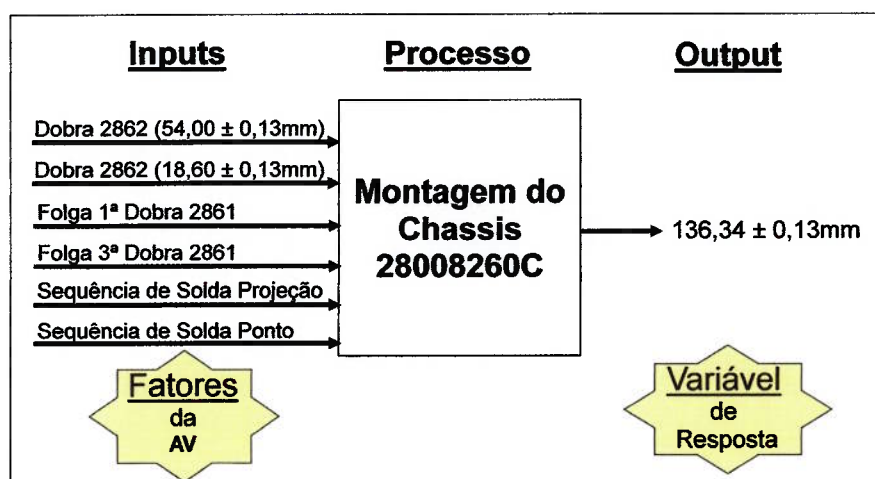 Inputs
Processo
Output
Dobra 2862 (54,00 ± 0,13mm)
Dobra 2862 (18,60 ± 0,13mm)
Folga 1ª Dobra 2861
Folga 3ª Dobra 2861
Sequência de Solda Projeção
Sequência de Solda Ponto
Montagem do
Chassis
28008260C
136,34 ± 0,13mm
Fatores
da
AV
Variável
de
Resposta